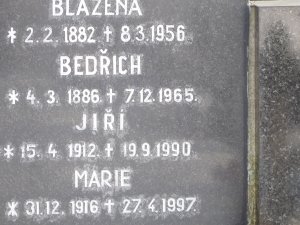 BLAŽENA
* 2.2.1882 † 8.3.1956
BEDŘICH
* 4.3.1886 † 7.12.1965.
JIŘÍ
* 15.4.1912 † 19.9.1990
MARIE
* 31.12.1916 † 27.4.1997